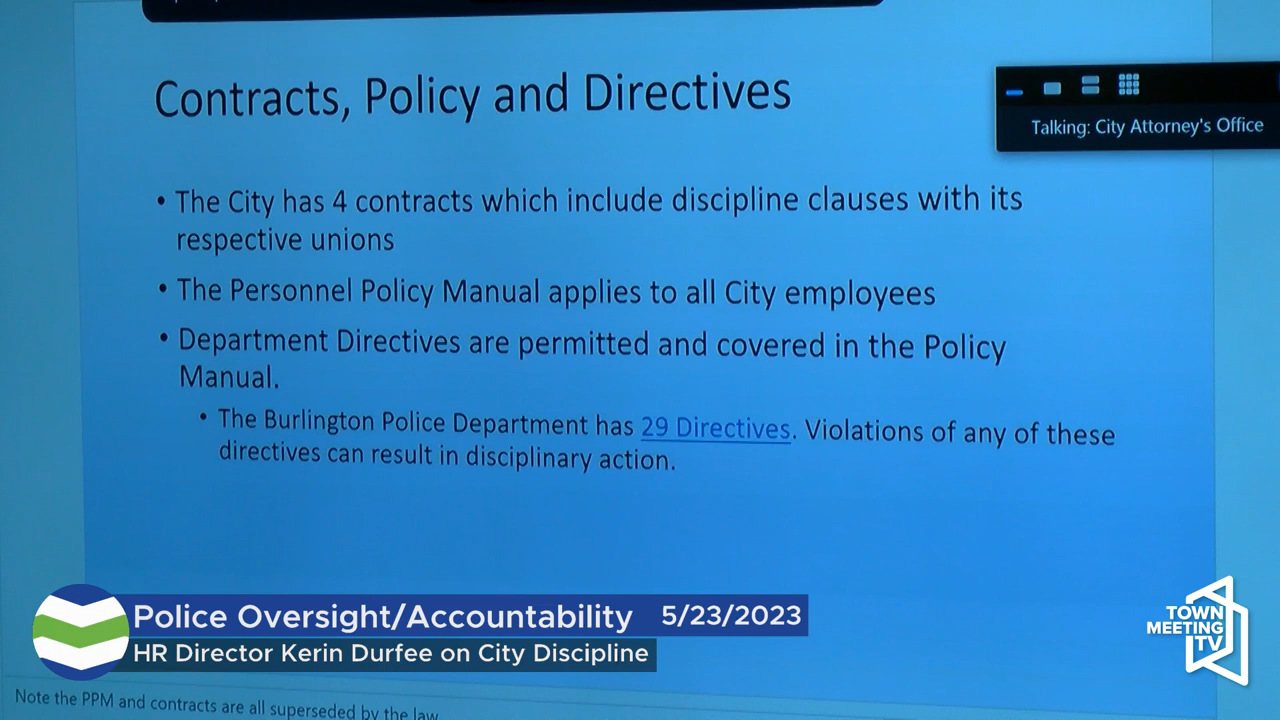 Contracts, Policy and Directives
Talking: City Attorney's Office
• The City has 4 contracts which include discipline clauses with its
respective unions
• The Personnel Policy Manual applies to all City employees
• Department Directives are permitted and covered in the Policy
Manual.
• The Burlington Police Department has 29 Directives. Violations of any of these
directives can result in disciplinary action.
Police Oversight/Accountability 5/23/2023
HR Director Kerin Durfee on City Discipline
TOWN
MEETING
TV
Note the PPM and contracts are all superseded by the law